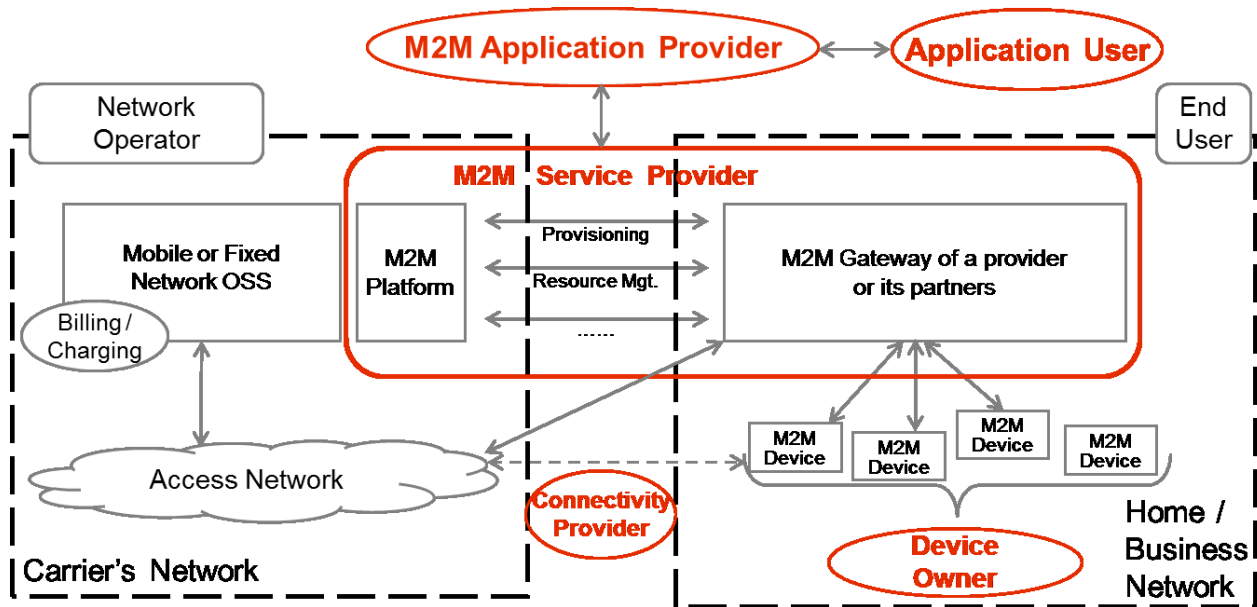 M2M Application Provider
Application User
Network
Operator
End
User
M2M Service Provider
Mobile or Fixed
Network OSS
M2M
Platform
Provisioning
Resource Mgt.
......
M2M Gateway of a provider
or its partners
Billing /
Charging
Access Network
M2M
Device
M2M
Device
M2M
Device
M2M
Device
Connectivity
Provider
Device
Owner
Home /
Business
Network
Carrier's Network